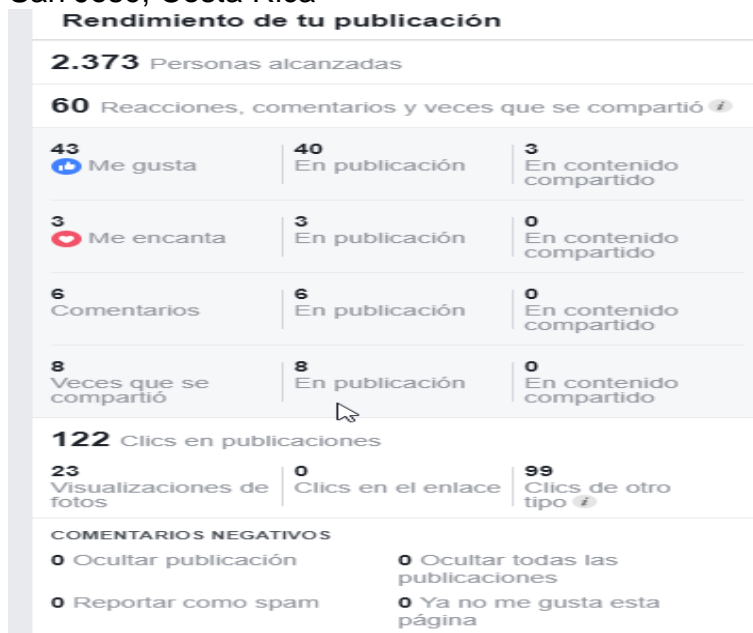 San José, Costa Rica
Rendimiento de tu publicación
2.373 Personas alcanzadas
60 Reacciones, comentarios y veces que se compartió
43
Me gusta
40
En publicación
3
En contenido
compartido
3
Me encanta
3
En publicación
0
En contenido
compartido
6
Comentarios
6
En publicación
0
En contenido
compartido
8
Veces que se
compartió
8
En publicación
0
En contenido
compartido
122 Clics en publicaciones
23
Visualizaciones de
fotos
0
Clics en el enlace
99
Clics de otro
tipo
COMENTARIOS NEGATIVOS
0 Ocultar publicación
0 Ocultar todas las
publicaciones
0 Reportar como spam
0 Ya no me gusta esta
página